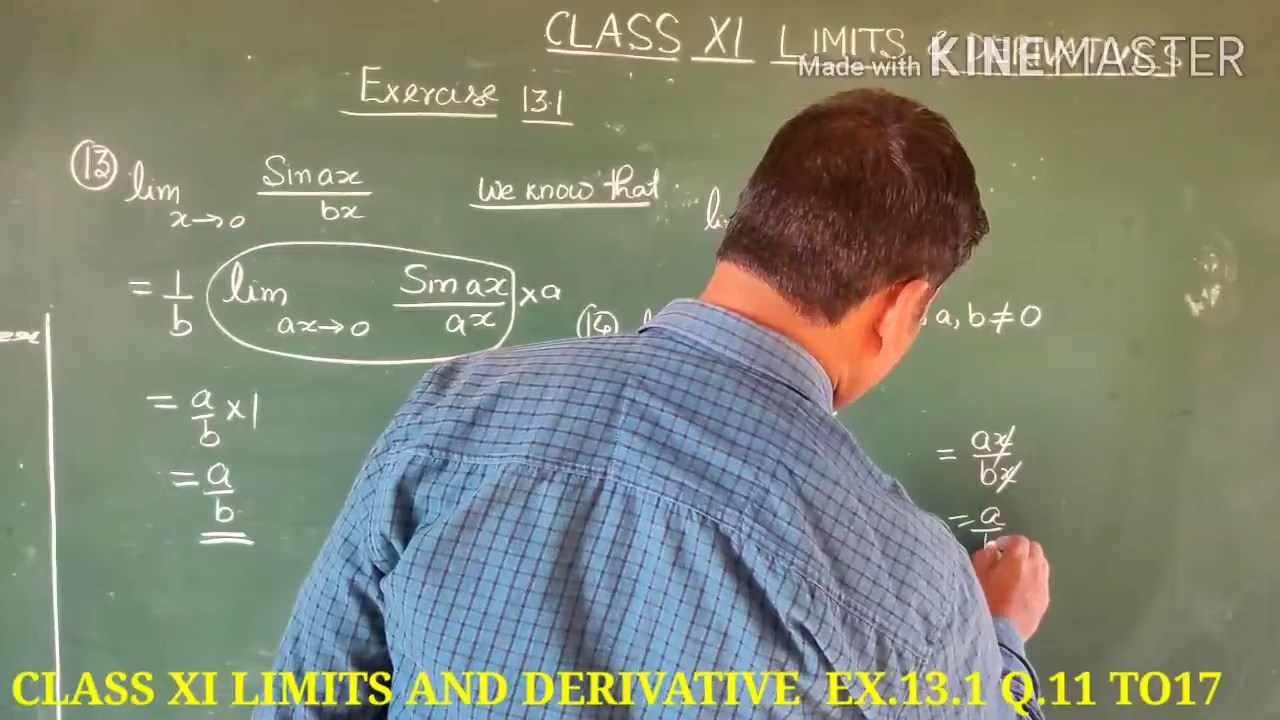 CLASS XI LIMITS & DERIVATIVES
Made with KINEMASTER
Exercise 13.1
(13) lim x→0 Sin ax / bx
We know that
= 1/b lim ax→0 Sin ax / ax × a
(14)
, a, b ≠ 0
= a/b × 1
= a/b
= ax/bx
= a/b
CLASS XI LIMITS AND DERIVATIVE EX.13.1 Q.11 TO17